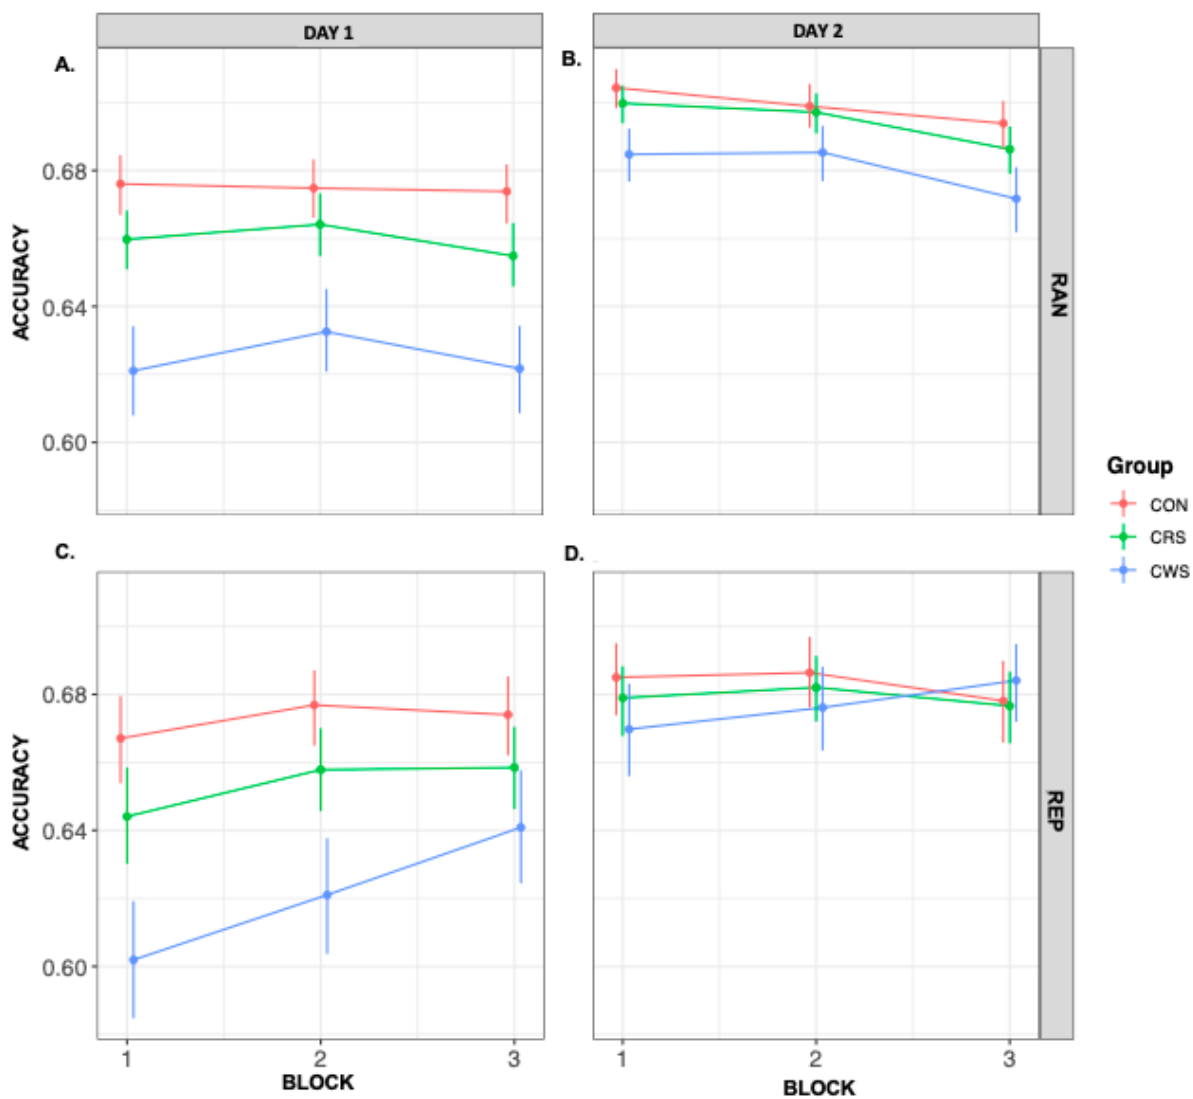 DAY 1
DAY 2
A.
B.
0.68
0.64
0.60
ACCURACY
RAN
C.
D.
0.68
0.64
0.60
ACCURACY
REP
1 2 3
1 2 3
BLOCK
BLOCK
Group
CON
CRS
CWS